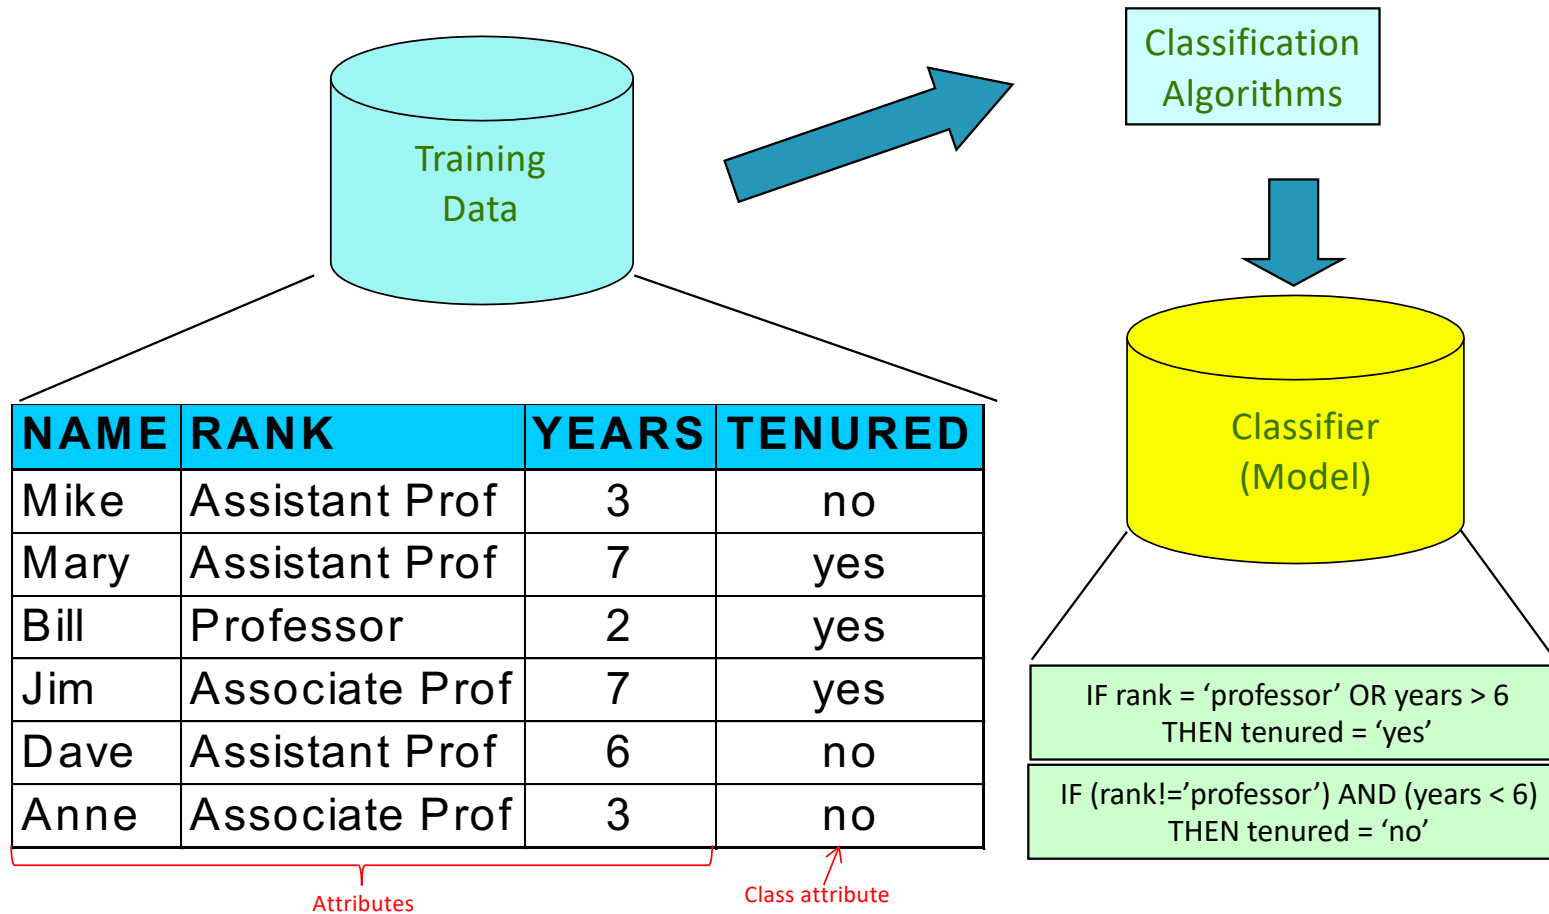 Training
Data
Classification
Algorithms
Classifier
(Model)
NAME RANK YEARS TENURED
Mike Assistant Prof 3 no
Mary Assistant Prof 7 yes
Bill Professor 2 yes
Jim Associate Prof 7 yes
Dave Assistant Prof 6 no
Anne Associate Prof 3 no
Attributes
Class attribute
IF rank = ‘professor’ OR years > 6
THEN tenured = ‘yes’
IF (rank!=’professor’) AND (years < 6)
THEN tenured = ‘no’